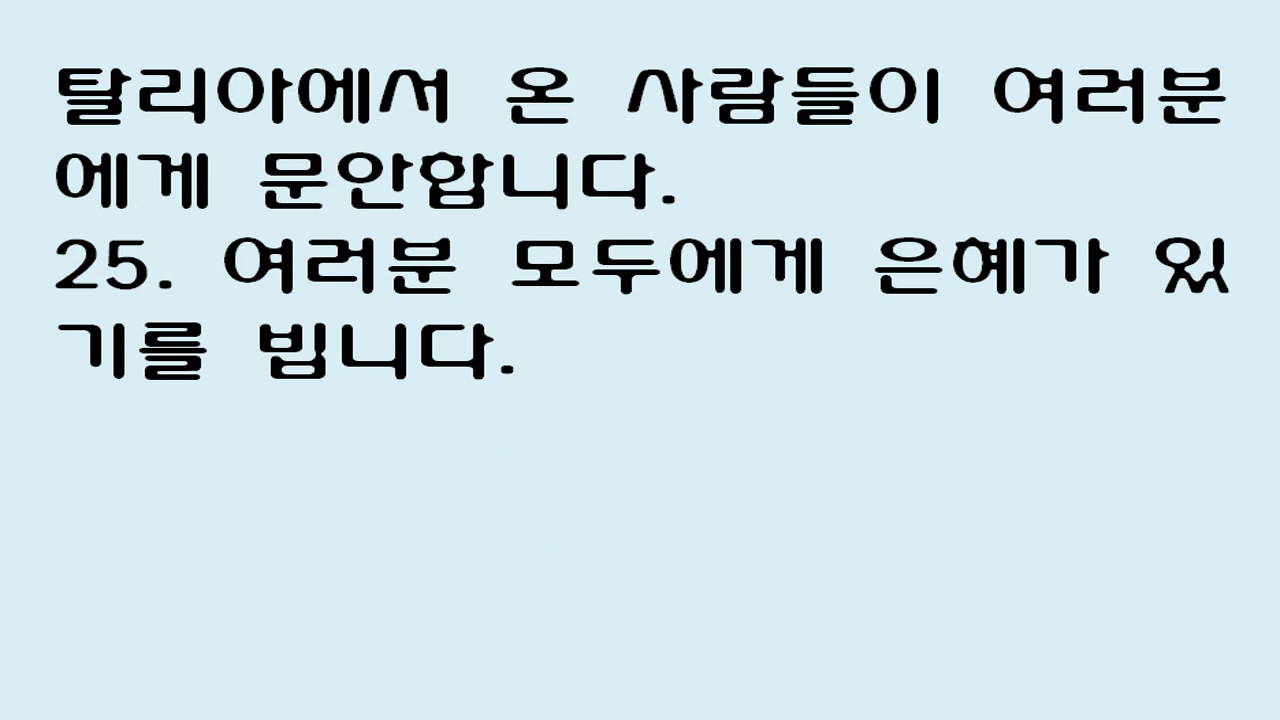 탈리아에서 온 사람들이 여러분
에게 문안합니다.
25. 여러분 모두에게 은혜가 있
기를 빕니다.